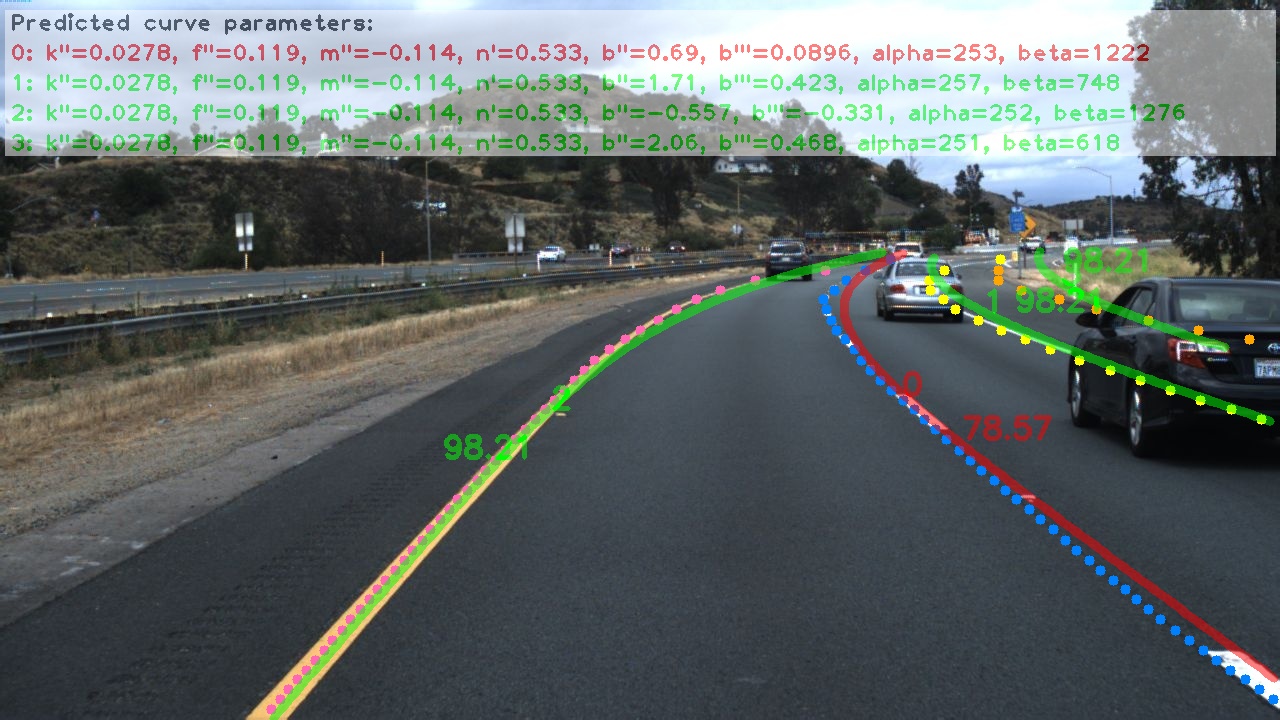 Predicted curve parameters:
0: k''=0.0278, f''=0.119, m''=-0.114, n'=0.533, b''=0.69, b'''=0.0896, alpha=253, beta=1222
1: k''=0.0278, f''=0.119, m''=-0.114, n'=0.533, b''=1.71, b'''=0.423, alpha=257, beta=748
2: k''=0.0278, f''=0.119, m''=-0.114, n'=0.533, b''=-0.557, b'''=-0.331, alpha=252, beta=1276
3: k''=0.0278, f''=0.119, m''=-0.114, n'=0.533, b''=2.06, b'''=0.468, alpha=251, beta=618
98.21
1 98.21
0
78.57
2
98.21